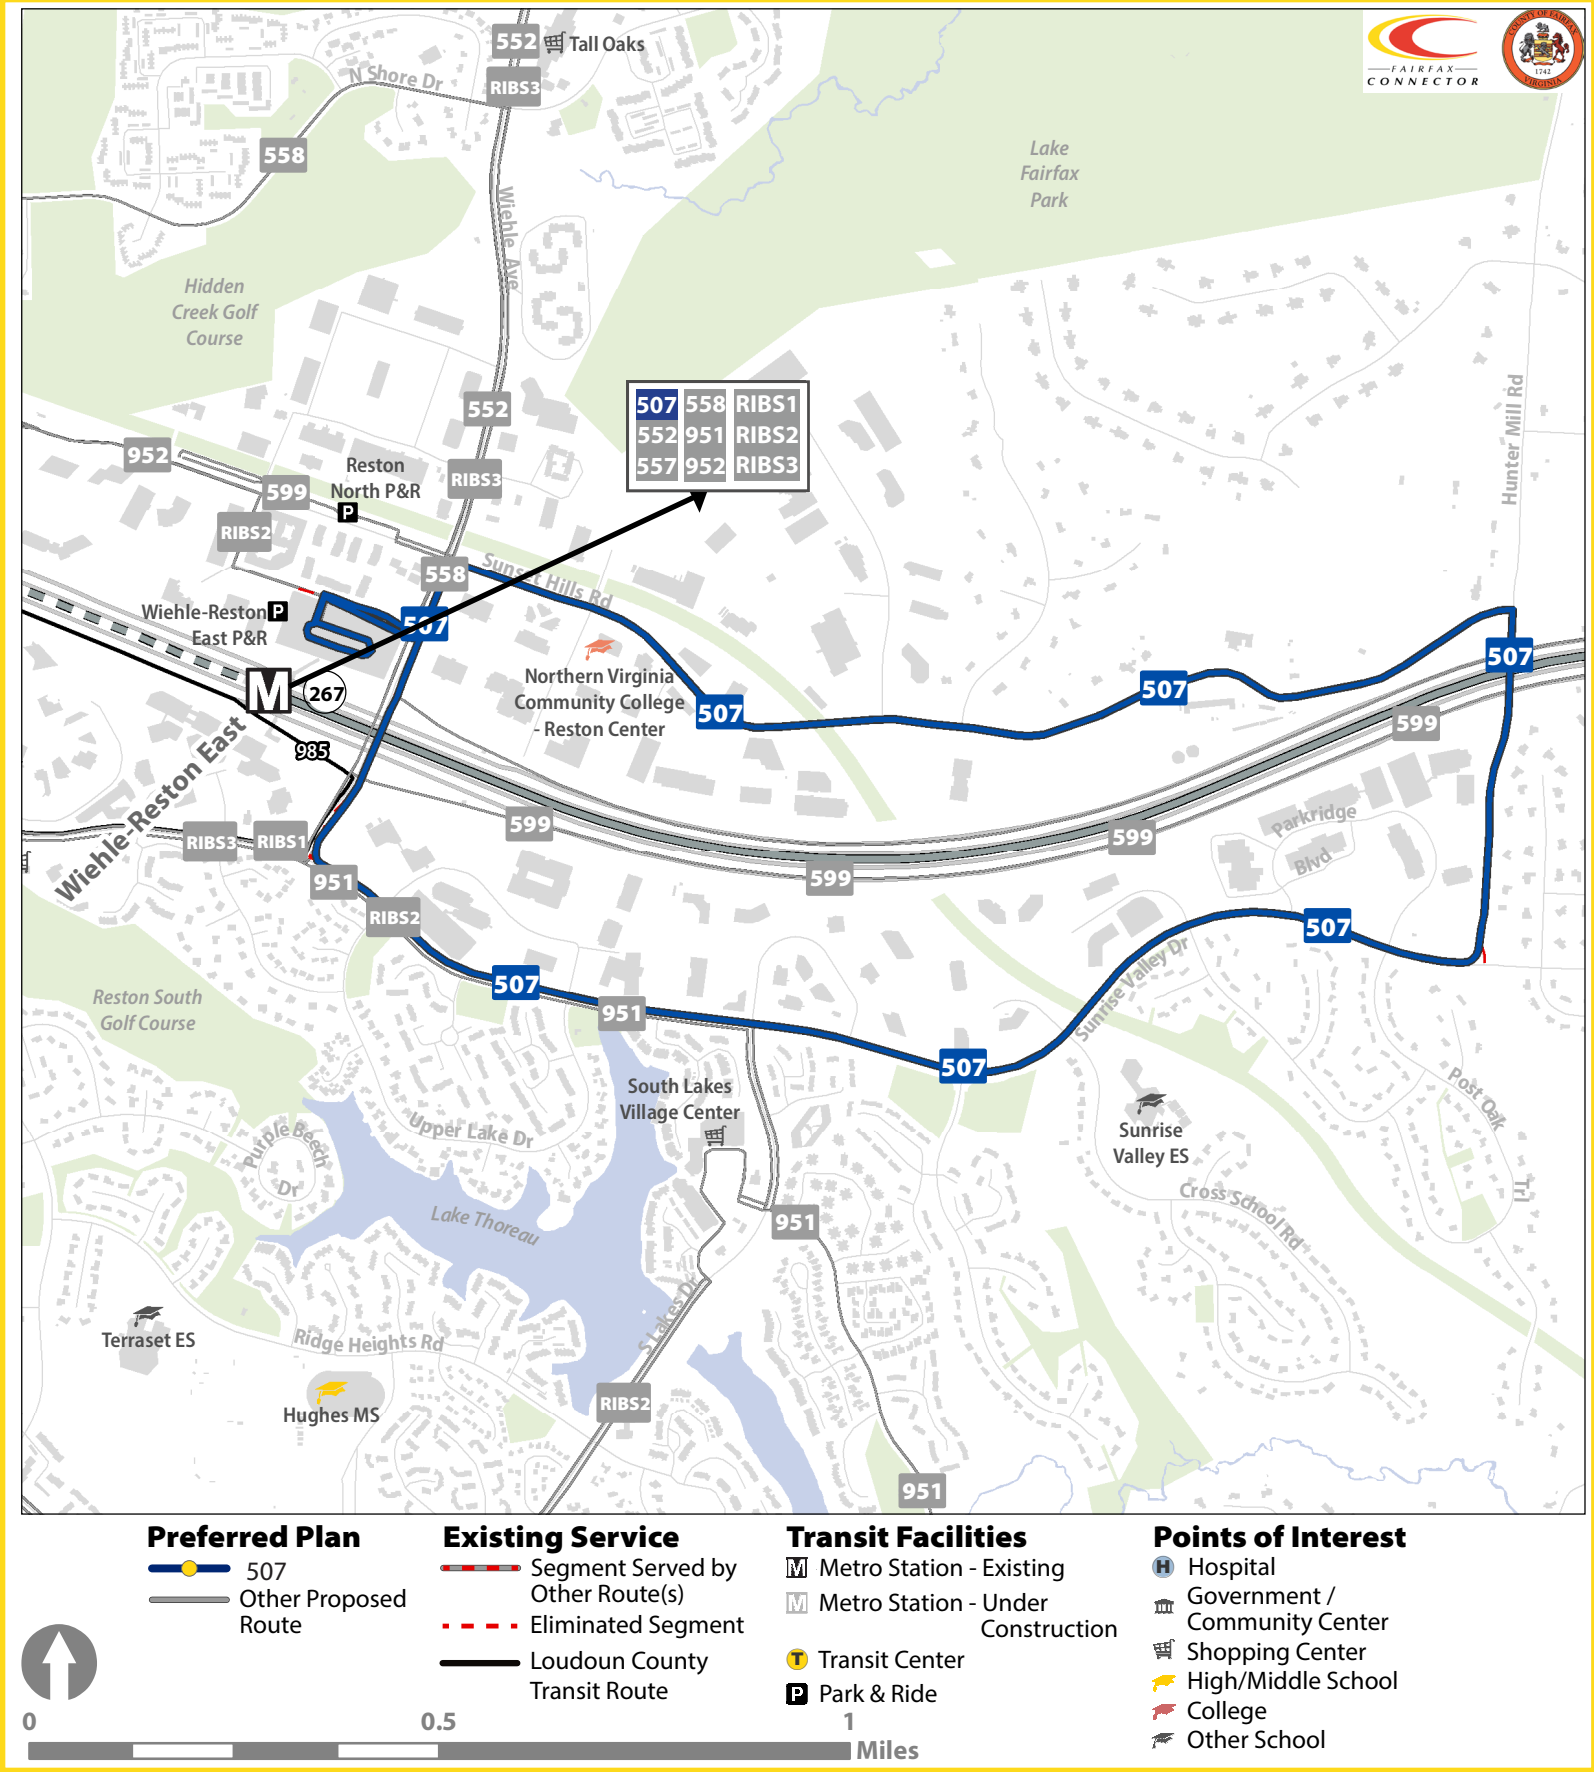 552
Tall Oaks
N Shore Dr
RIBS3
FAIRFAX
CONNECTOR
COUNTY OF FAIRFAX
1742
VIRGINIA
558
Lake
Fairfax
Park
Wiehle Ave
Hidden
Creek Golf
Course
Hunter Mill Rd
507 558 RIBS1
552 951 RIBS2
557 952 RIBS3
552
952
Reston
North P&R
P
599
RIBS3
RIBS2
558
Sunset Hills Rd
Wiehle-Reston
East P&R
P
507
507
Northern Virginia
Community College
- Reston Center
M
267
507
507
599
985
Wiehle-Reston East
599
599
599
Parkridge
Blvd
RIBS3
RIBS1
951
RIBS2
507
507
Sunrise Valley Dr
951
Reston South
Golf Course
507
South Lakes
Village Center
Post Oak
Trl
Upper Lake Dr
Purple Beech
Dr
Sunrise
Valley ES
Cross School Rd
Lake Thoreau
951
S Lakes Dr
Terraset ES
Ridge Heights Rd
Hughes MS
RIBS2
951
Preferred Plan
507
Other Proposed
Route
Existing Service
Segment Served by
Other Route(s)
Eliminated Segment
Loudoun County
Transit Route
Transit Facilities
M Metro Station - Existing
M Metro Station - Under
Construction
T Transit Center
P Park & Ride
Points of Interest
H Hospital
Government /
Community Center
Shopping Center
High/Middle School
College
Other School
0 0.5 1
Miles